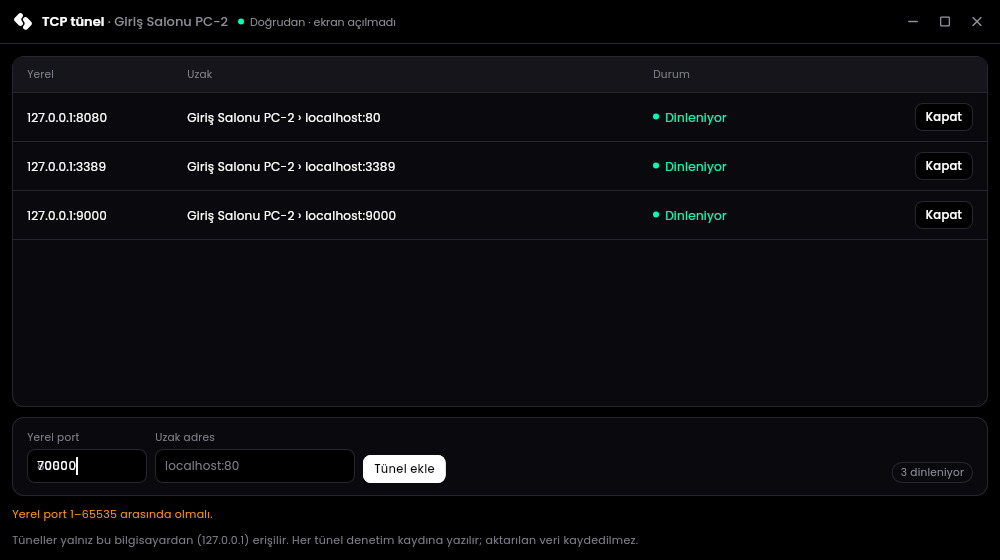 TCP tünel · Giriş Salonu PC-2 Doğrudan · ekran açılmadı
Yerel Uzak Durum
127.0.0.1:8080 Giriş Salonu PC-2 › localhost:80 Dinleniyor Kapat
127.0.0.1:3389 Giriş Salonu PC-2 › localhost:3389 Dinleniyor Kapat
127.0.0.1:9000 Giriş Salonu PC-2 › localhost:9000 Dinleniyor Kapat
Yerel port Uzak adres
70000 localhost:80 Tünel ekle 3 dinleniyor
Yerel port 1–65535 arasında olmalı.
Tüneller yalnız bu bilgisayardan (127.0.0.1) erişilir. Her tünel denetim kaydına yazılır; aktarılan veri kaydedilmez.